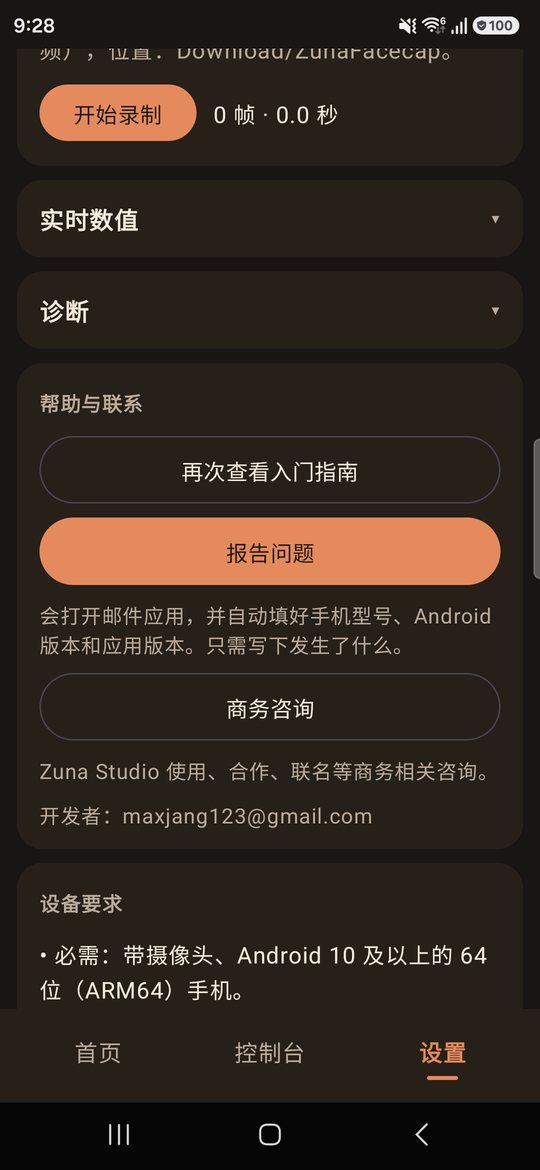 9:28
6
100
频），位置：Download/ZunaFacecap。
开始录制
0 帧 · 0.0 秒
实时数值
诊断
帮助与联系
再次查看入门指南
报告问题
会打开邮件应用，并自动填好手机型号、Android
版本和应用版本。只需写下发生了什么。
商务咨询
Zuna Studio 使用、合作、联名等商务相关咨询。
开发者：maxjang123@gmail.com
设备要求
• 必需：带摄像头、Android 10 及以上的 64
位（ARM64）手机。
首页
控制台
设置